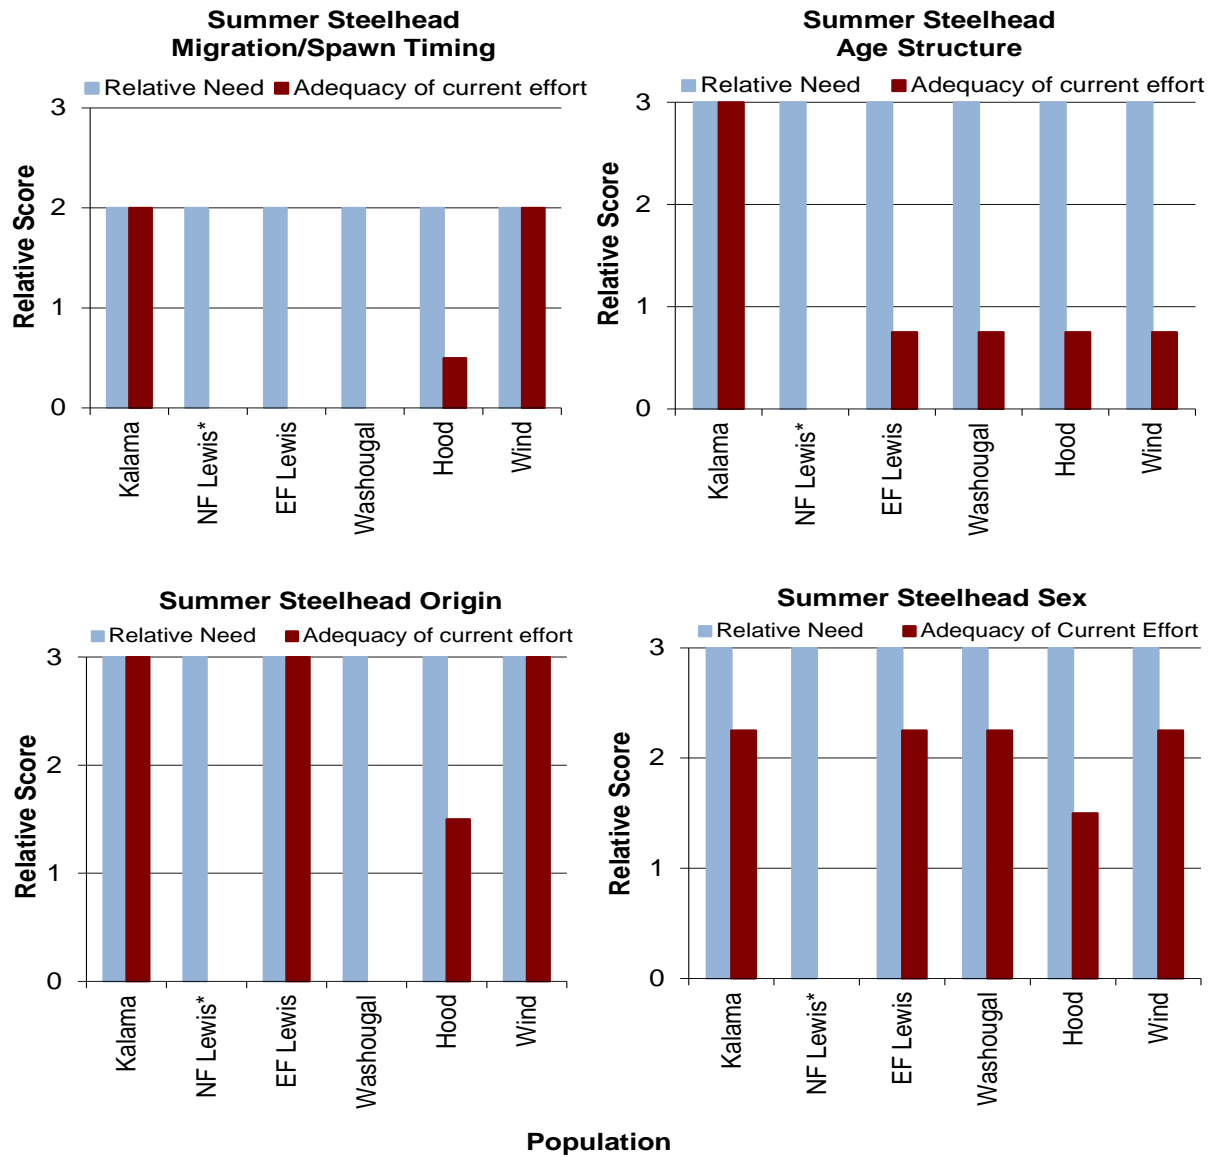 Summer Steelhead
Migration/Spawn Timing
Relative Need Adequacy of current effort
3
2
1
0
Relative Score
Kalama
NF Lewis*
EF Lewis
Washougal
Hood
Wind
Summer Steelhead
Age Structure
Relative Need Adequacy of current effort
3
2
1
0
Relative Score
Kalama
NF Lewis*
EF Lewis
Washougal
Hood
Wind
Summer Steelhead Origin
Relative Need Adequacy of current effort
3
2
1
0
Relative Score
Kalama
NF Lewis*
EF Lewis
Washougal
Hood
Wind
Summer Steelhead Sex
Relative Need Adequacy of Current Effort
3
2
1
0
Relative Score
Kalama
NF Lewis*
EF Lewis
Washougal
Hood
Wind
Population